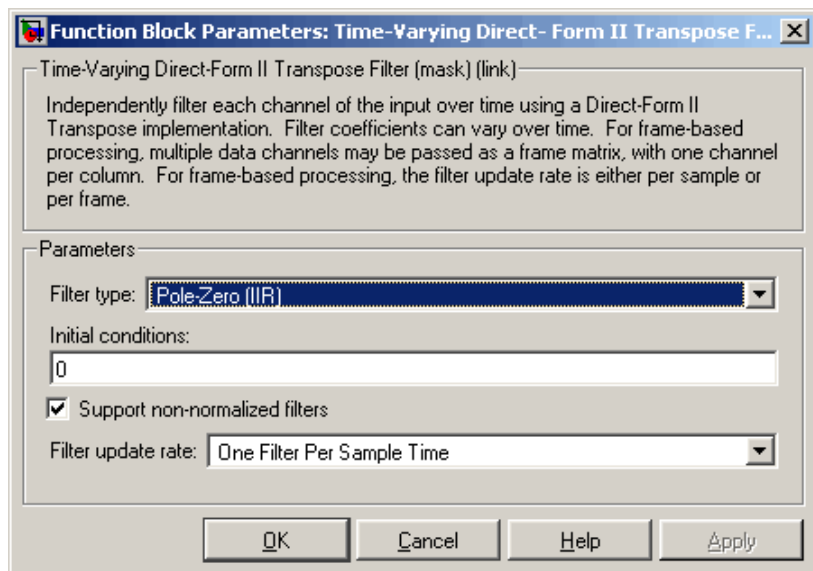 Function Block Parameters: Time-Varying Direct- Form II Transpose F...
Time-Varying Direct-Form II Transpose Filter (mask) (link)
Independently filter each channel of the input over time using a Direct-Form II
Transpose implementation.  Filter coefficients can vary over time.  For frame-based
processing, multiple data channels may be passed as a frame matrix, with one channel
per column.  For frame-based processing, the filter update rate is either per sample or
per frame.
Parameters
Filter type: Pole-Zero (IIR)
Initial conditions:
0
Support non-normalized filters
Filter update rate: One Filter Per Sample Time
OK Cancel Help Apply